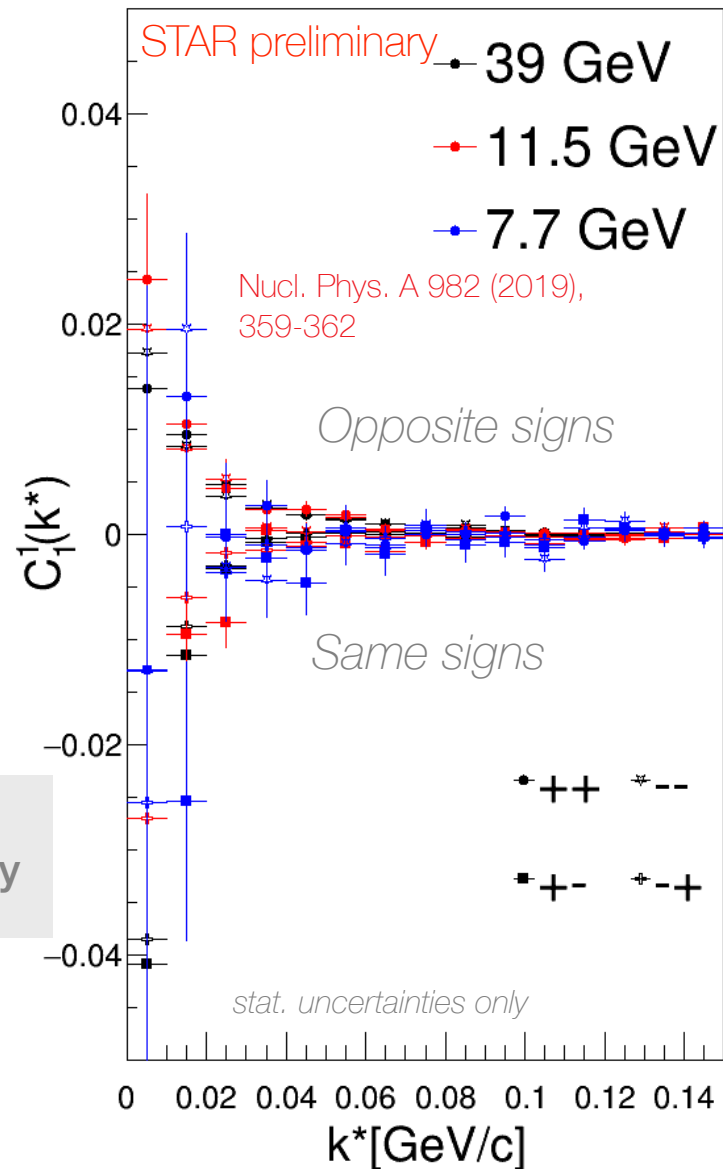 STAR preliminary
39 GeV
11.5 GeV
7.7 GeV
Nucl. Phys. A 982 (2019),
359-362
Opposite signs
Same signs
++
--
+-
-+
stat. uncertainties only
0.04
0.02
0
−0.02
−0.04
C₁¹(k*)
y
0 0.02 0.04 0.06 0.08 0.1 0.12 0.14
k*[GeV/c]